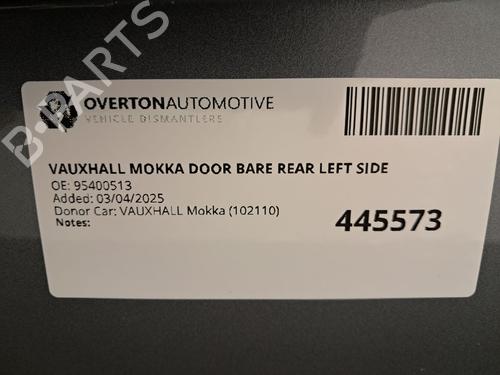 OVERTONAUTOMOTIVE
VEHICLE DISMANTLERS
VAUXHALL MOKKA DOOR BARE REAR LEFT SIDE
OE: 95400513
Added: 03/04/2025
Donor Car: VAUXHALL Mokka (102110)
Notes:
445573
B-PARTS